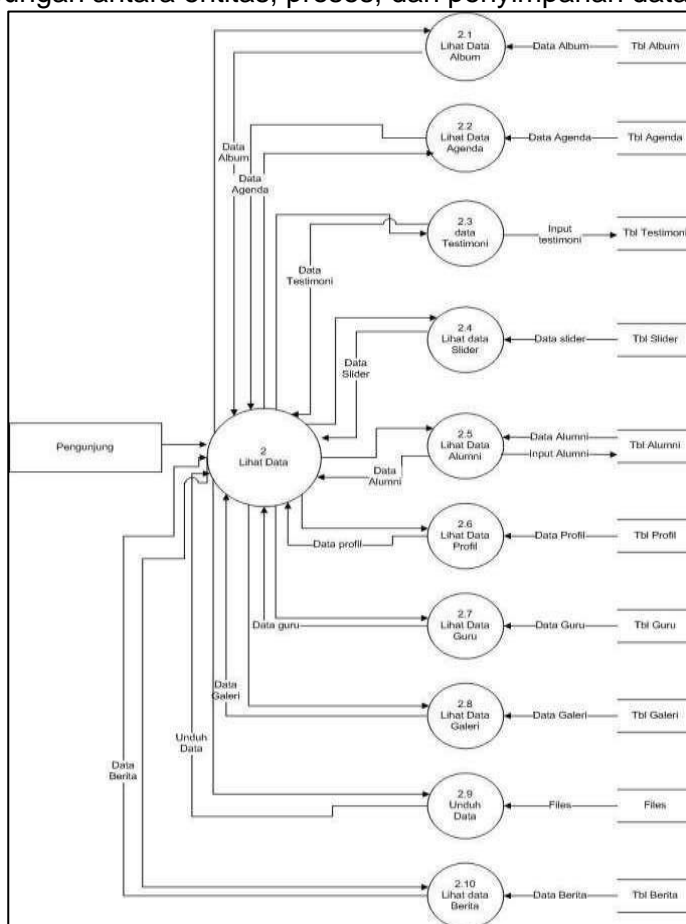 ungan antara entitas, proses, dan penyimpanan data
2.1
Lihat Data
Album
Data Album
Tbl Album
2.2
Lihat Data
Agenda
Data Agenda
Tbl Agenda
Data
Album
Data
Agenda
2.3
data
Testimoni
Input
testimoni
Tbl Testimoni
Data
Testimoni
2.4
Lihat data
Slider
Data slider
Tbl Slider
Data
Slider
Pengunjung
2
Lihat Data
2.5
Lihat Data
Alumni
Data Alumni
Input Alumni
Tbl Alumni
Data
Alumni
2.6
Lihat Data
Profil
Data Profil
Tbl Profil
Data profil
2.7
Lihat Data
Guru
Data Guru
Tbl Guru
Data guru
2.8
Lihat Data
Galeri
Data Galeri
Tbl Galeri
Data
Galeri
Unduh
Data
Data
Berita
2.9
Unduh
Data
Files
Files
2.10
Lihat data
Berita
Data Berita
Tbl Berita